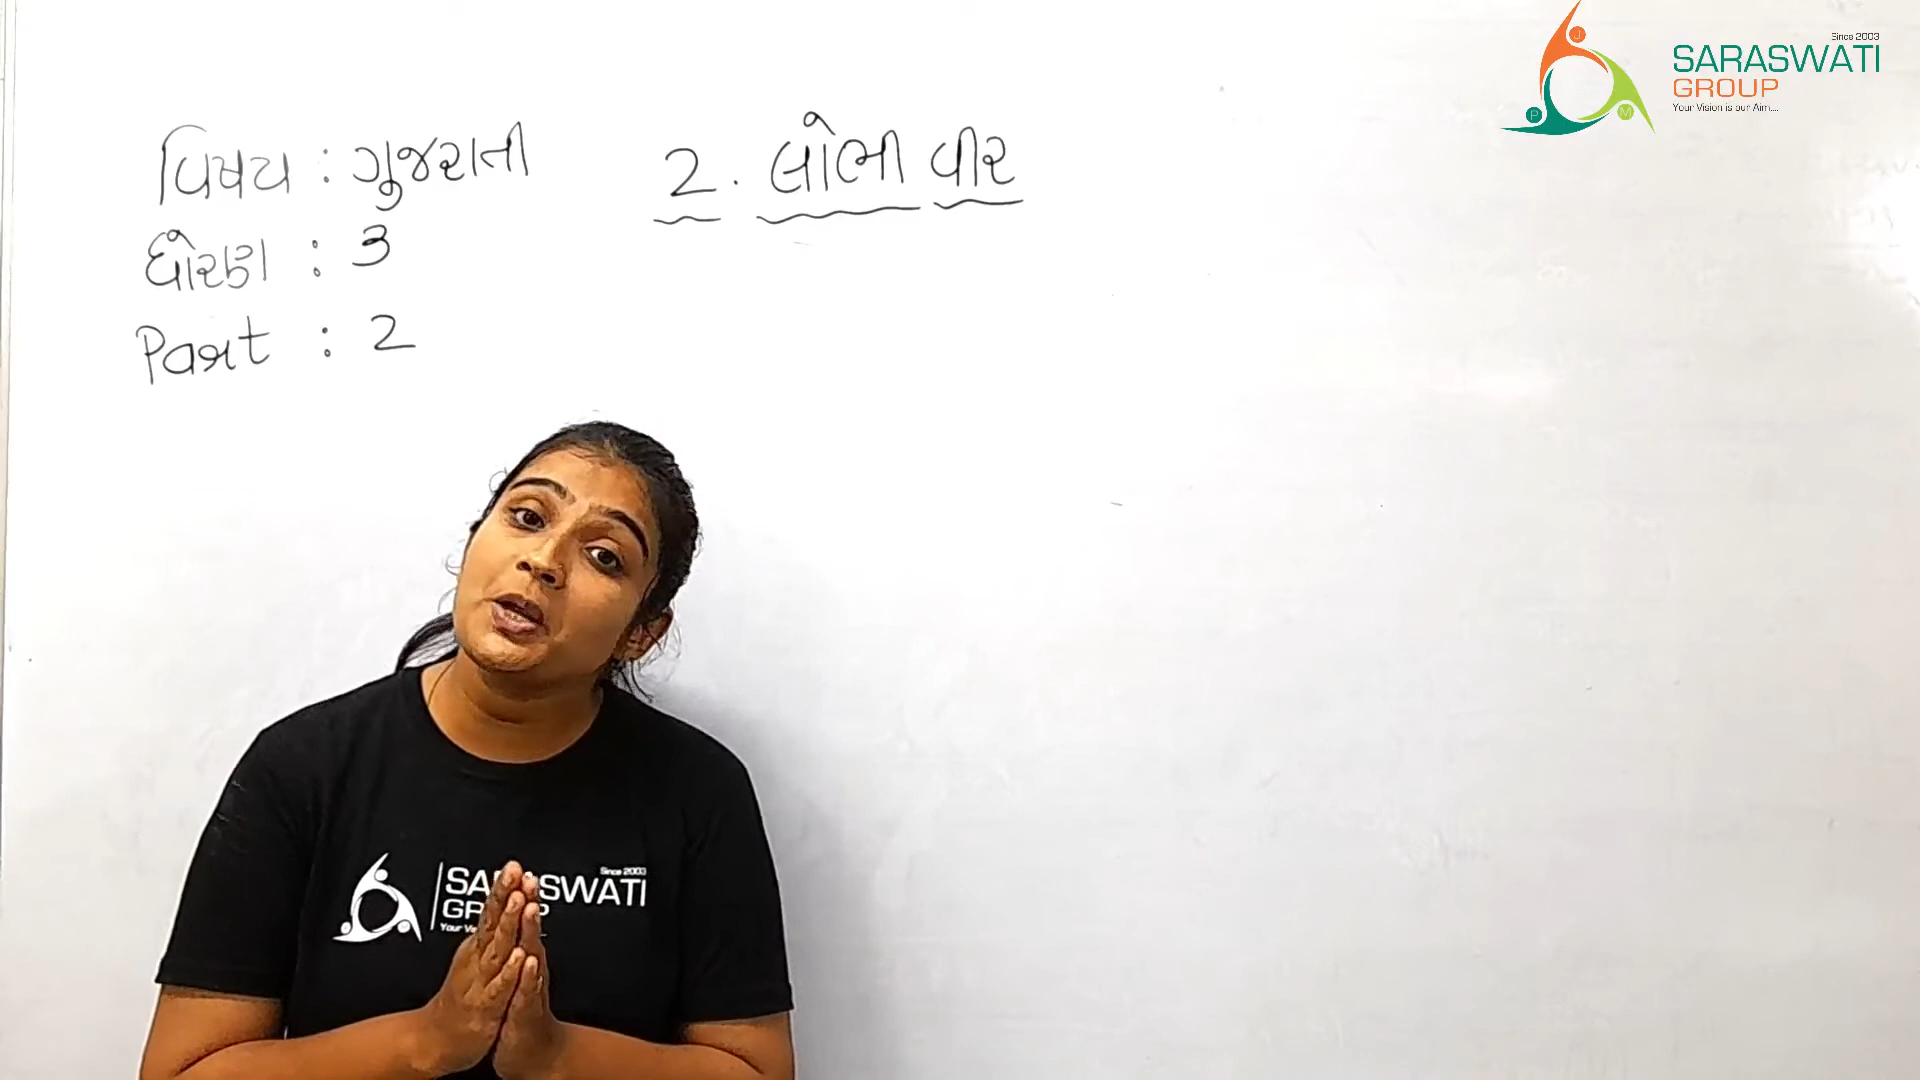 વિષય : ગુજરાતી
ધોરણ : 3
Part : 2
2. લોભી વીર
Since 2003
SARASWATI
GROUP
Your Vision is our Aim....
J
P
M
Since 2003
SARASWATI